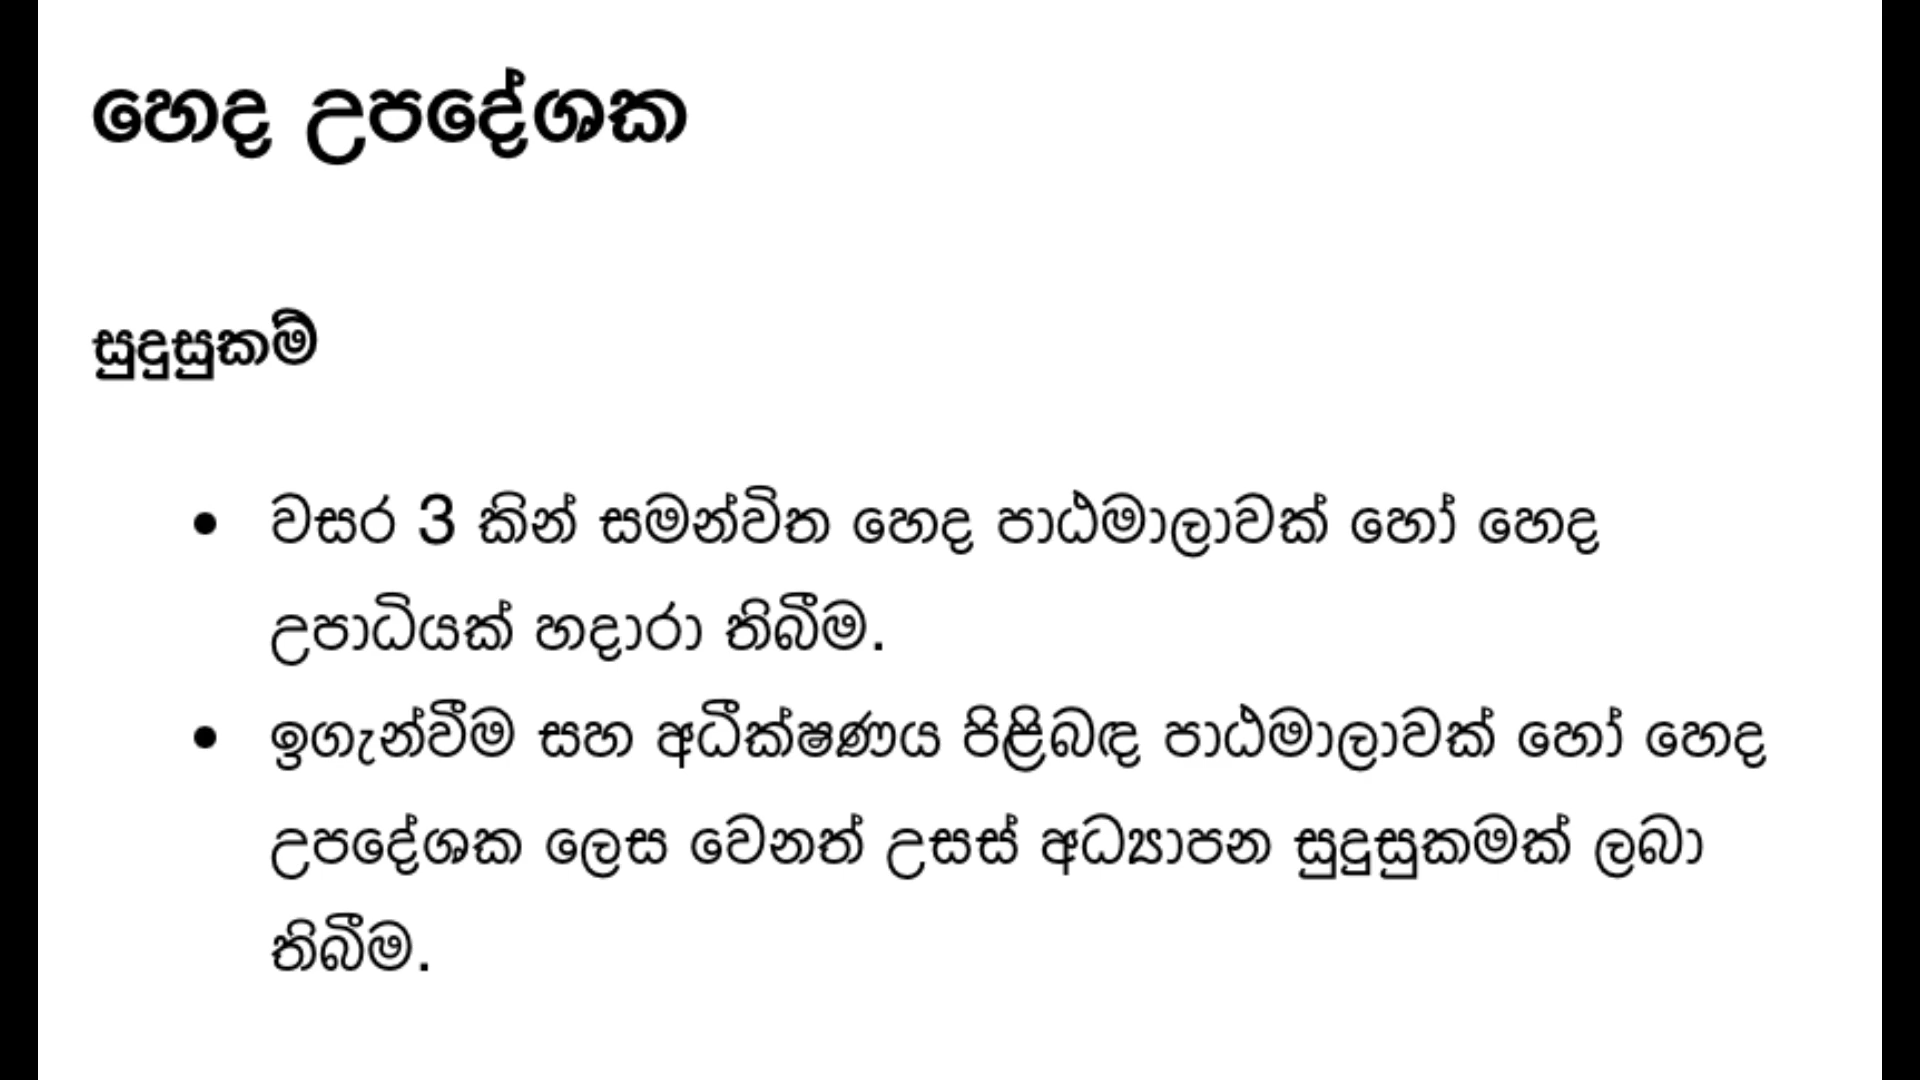 හෙද උපදේශක
සුදුසුකම්
• වසර 3 කින් සමන්විත හෙද පාඨමාලාවක් හෝ හෙද
උපාධියක් හදාරා තිබීම.
• ඉගැන්වීම සහ අධීක්ෂණය පිළිබඳ පාඨමාලාවක් හෝ හෙද
උපදේශක ලෙස වෙනත් උසස් අධ්‍යාපන සුදුසුකමක් ලබා
තිබීම.